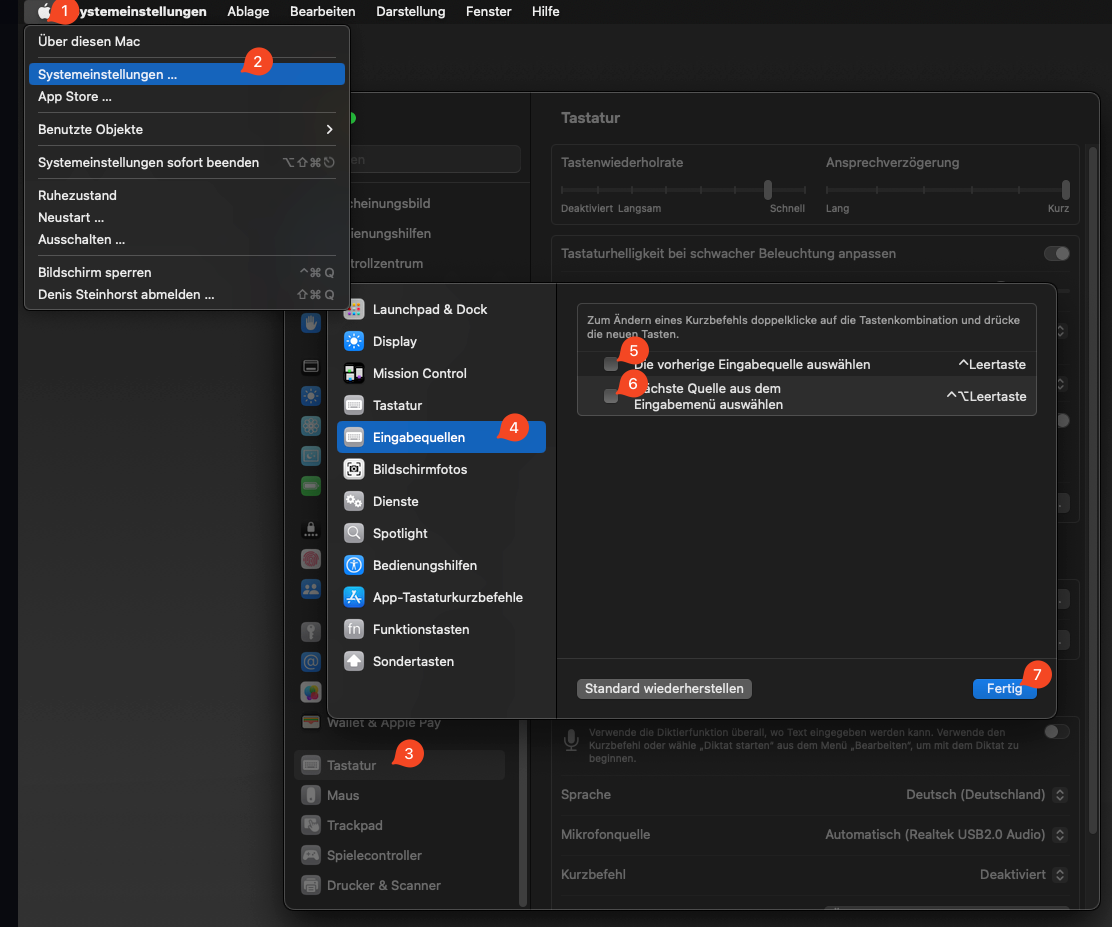 1
ystemeinstellungen Ablage Bearbeiten Darstellung Fenster Hilfe
Über diesen Mac
2
Systemeinstellungen ...
App Store ...
Benutzte Objekte
Systemeinstellungen sofort beenden ⌥⇧⌘⎋
Ruhezustand
Neustart ...
Ausschalten ...
Bildschirm sperren ^⌘Q
Denis Steinhorst abmelden ... ⇧⌘Q
en
cheinungsbild
ienungshilfen
trollzentrum
Tastatur
Tastenwiederholrate Ansprechverzögerung
Deaktiviert Langsam Schnell Lang Kurz
Tastaturhelligkeit bei schwacher Beleuchtung anpassen
Launchpad & Dock
Display
Mission Control
Tastatur
Eingabequellen
4
Bildschirmfotos
Dienste
Spotlight
Bedienungshilfen
App-Tastaturkurzbefehle
fn Funktionstasten
Sondertasten
Zum Ändern eines Kurzbefehls doppelklicke auf die Tastenkombination und drücke
die neuen Tasten.
5
Die vorherige Eingabequelle auswählen ^Leertaste
6
ächste Quelle aus dem
Eingabemenü auswählen ^⌥Leertaste
Standard wiederherstellen
Fertig
7
Wallet & Apple Pay
3
Tastatur
Maus
Trackpad
Spielecontroller
Drucker & Scanner
Verwende die Diktierfunktion überall, wo Text eingegeben werden kann. Verwende den
Kurzbefehl oder wähle „Diktat starten“ aus dem Menü „Bearbeiten“, um mit dem Diktat zu
beginnen.
Sprache Deutsch (Deutschland)
Mikrofonquelle Automatisch (Realtek USB2.0 Audio)
Kurzbefehl Deaktiviert